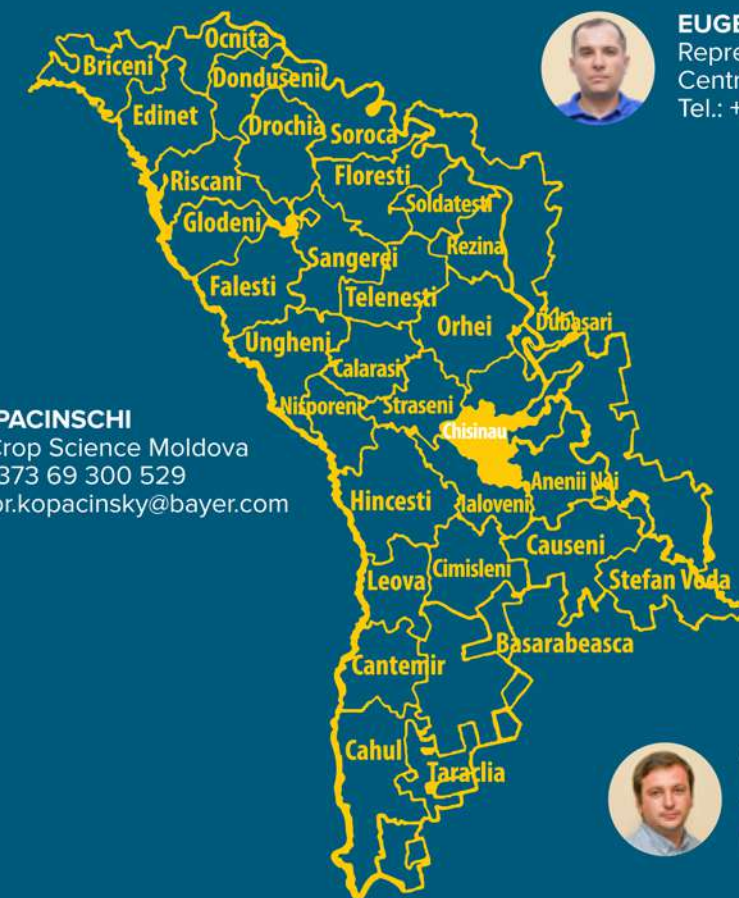 EUGE
Repre
Centr
Tel.: +
Ocnita
Briceni
Donduseni
Edinet
Drochia
Soroca
Riscani
Floresti
Soldatesti
Glodeni
Rezina
Sangerei
Falesti
Telenesti
Orhei
Dubasari
Ungheni
Calarasi
Nisporeni
Straseni
Chisinau
PACINSCHI
Crop Science Moldova
373 69 300 529
or.kopacinsky@bayer.com
Anenii Noi
Hincesti
Ialoveni
Causeni
Cimisleni
Leova
Stefan Voda
Basarabeasca
Cantemir
Cahul
Taraclia